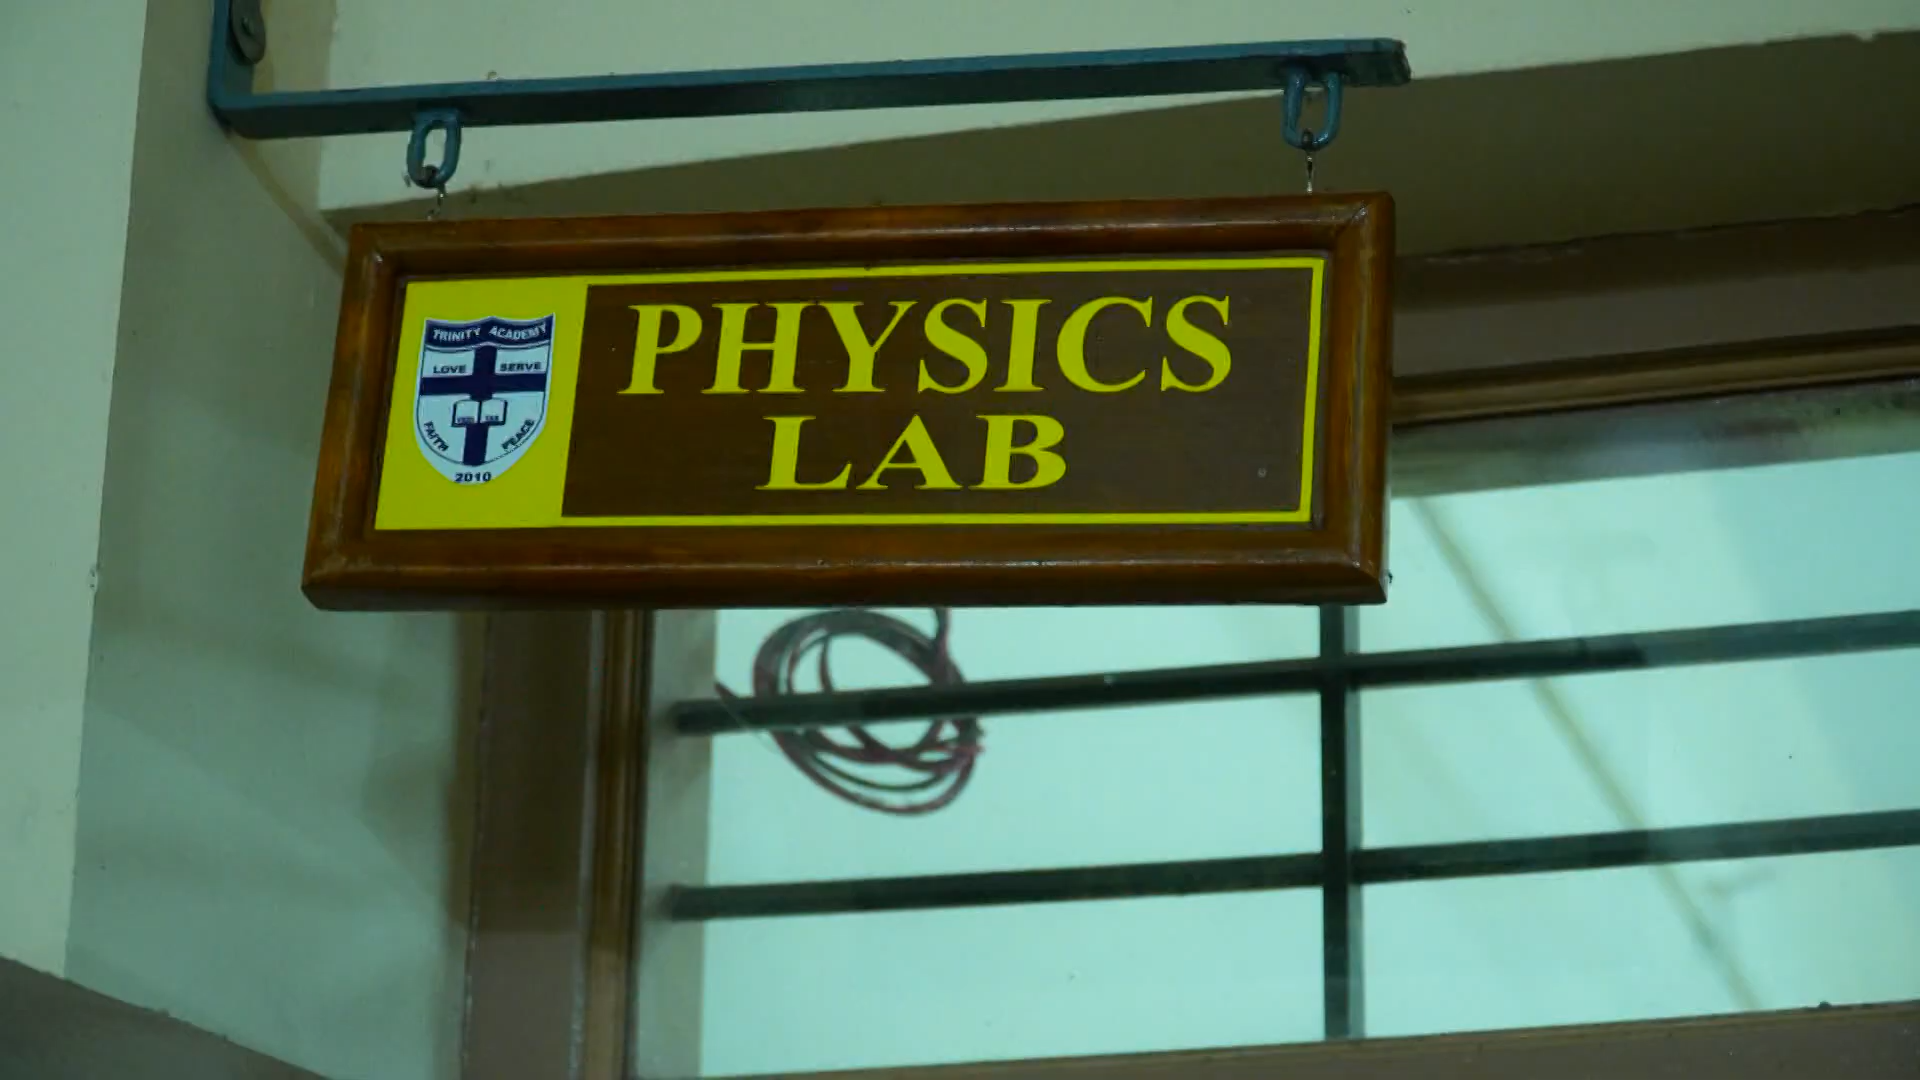 TRINITY ACADEMY
LOVE SERVE
FAITH PEACE
2010
PHYSICS
LAB